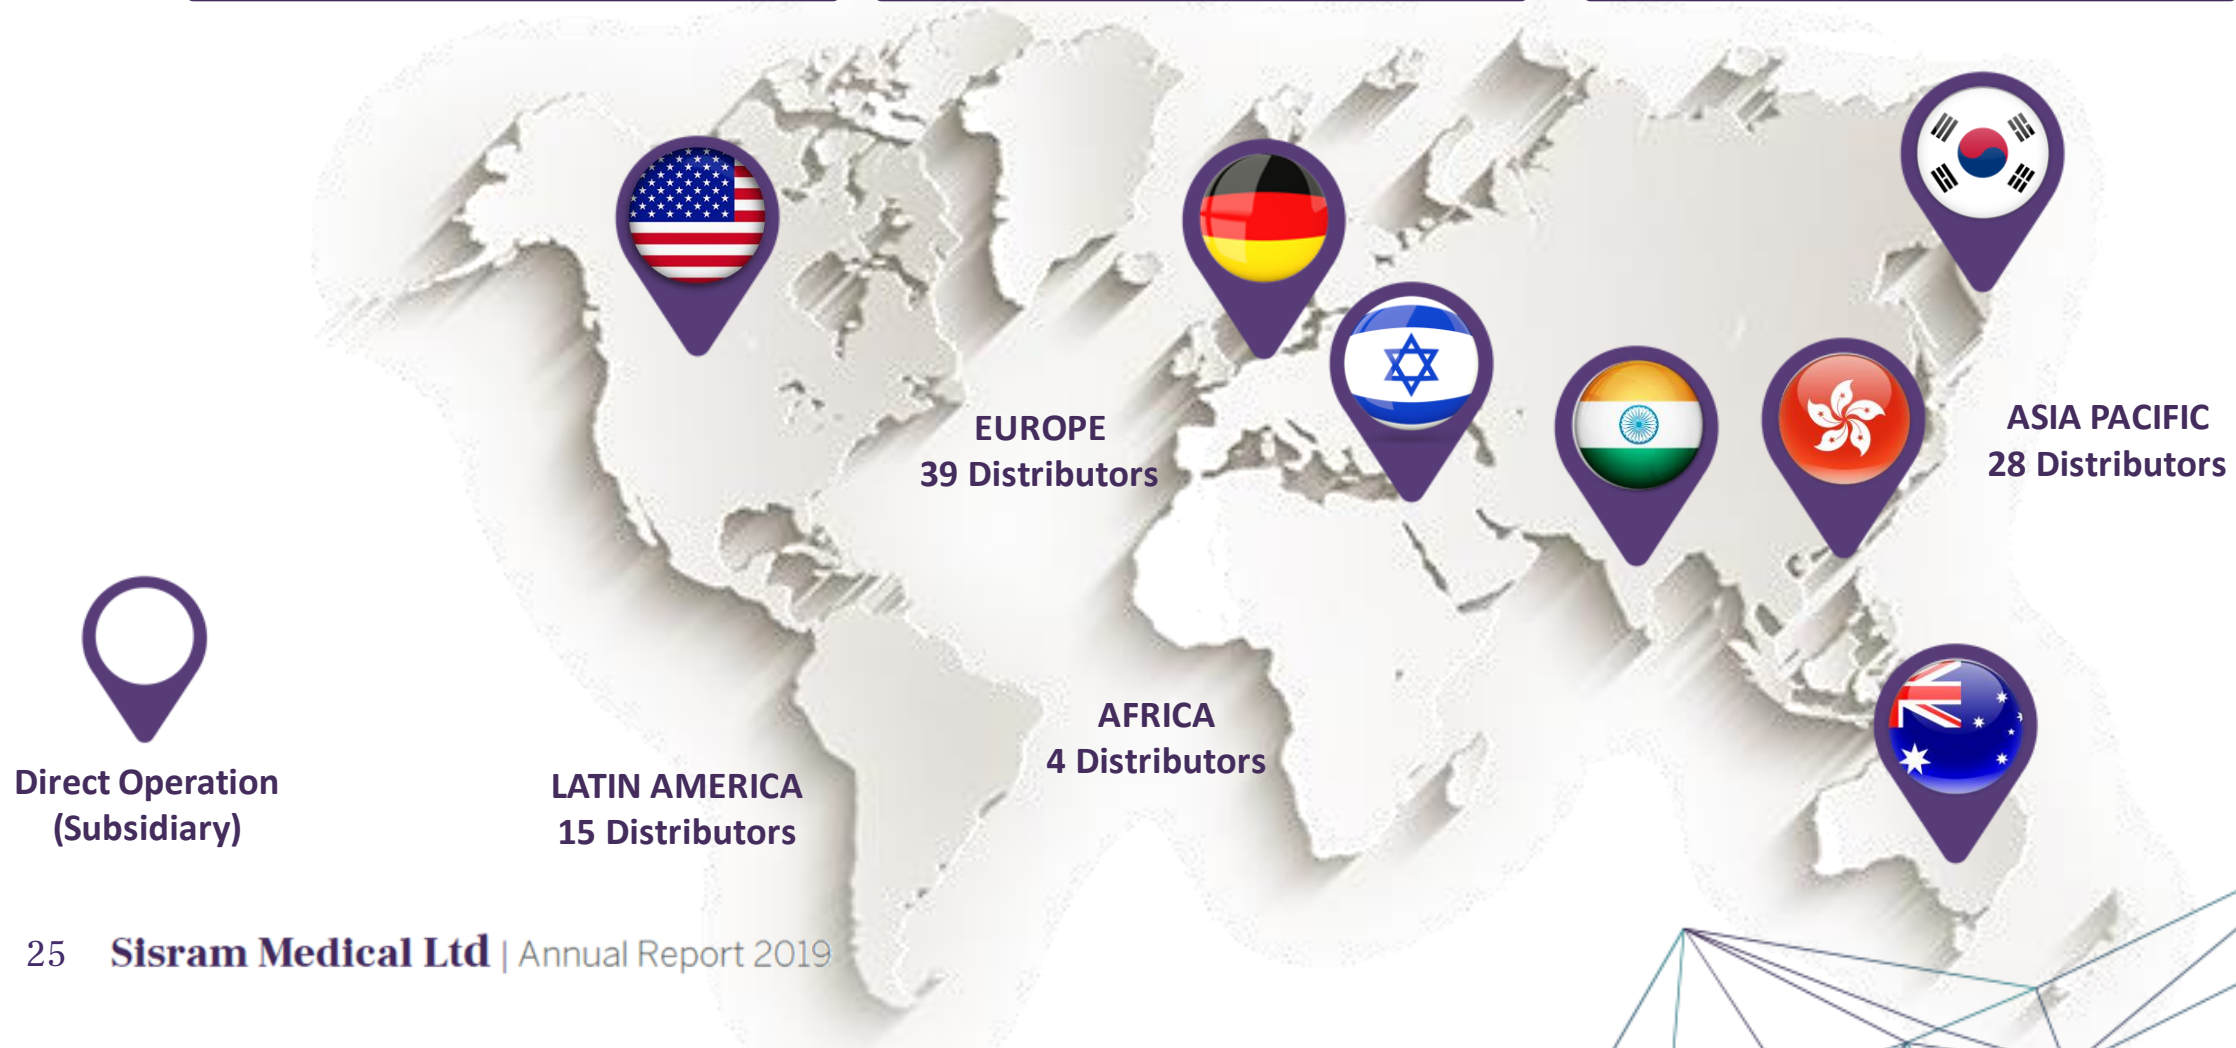 EUROPE
39 Distributors
ASIA PACIFIC
28 Distributors
AFRICA
4 Distributors
Direct Operation
(Subsidiary)
LATIN AMERICA
15 Distributors
25 Sisram Medical Ltd | Annual Report 2019